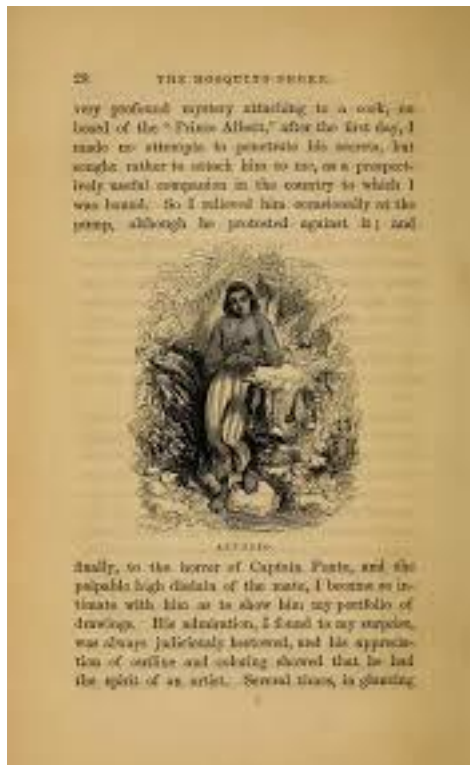 28 THE MOSQUITO SHORE.
very profound mystery attaching to a cook, on
board of the “Prince Albert,” after the first day, I
made no attempts to penetrate his secrets, but
sought rather to attach him to me, as a prospect-
ively useful companion in the country to which I
was bound. So I relieved him occasionally at the
pump, although he protested against it; and
ANTONIO.
finally, to the horror of Captain Ponto, and the
palpable high disdain of the mate, I became so in-
timate with him as to show him my portfolio of
drawings. His admiration, I found to my surprise,
was always judiciously bestowed, and his apprecia-
tion of outline and coloring showed that he had
the spirit of an artist. Several times, in glancing